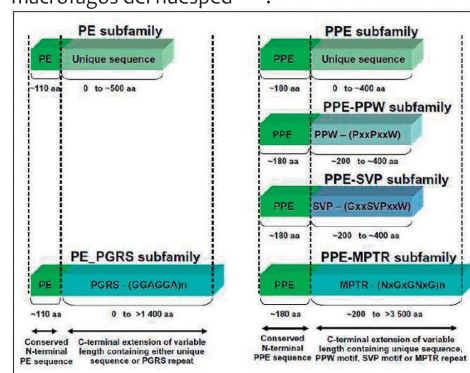 macrófagos del huésped
PE subfamily
PE Unique sequence
~110 aa 0 to ~500 aa
PE_PGRS subfamily
PE PGRS - (GGAGGA)n
~110 aa 0 to >1 400 aa
Conserved N-terminal PE sequence
C-terminal extension of variable length containing either unique sequence or PGRS repeat
PPE subfamily
PPE Unique sequence
~180 aa 0 to ~400 aa
PPE-PPW subfamily
PPE PPW – (PxxPxxW)
~180 aa ~200 to ~400 aa
PPE-SVP subfamily
PPE SVP – (GxxSVPxxW)
~180 aa ~200 to ~400 aa
PPE-MPTR subfamily
PPE MPTR - (NxGxGNxG)n
~180 aa ~200 to >3 500 aa
Conserved N-terminal PPE sequence
C-terminal extension of variable length containing unique sequence, PPW motif, SVP motif or MPTR repeat